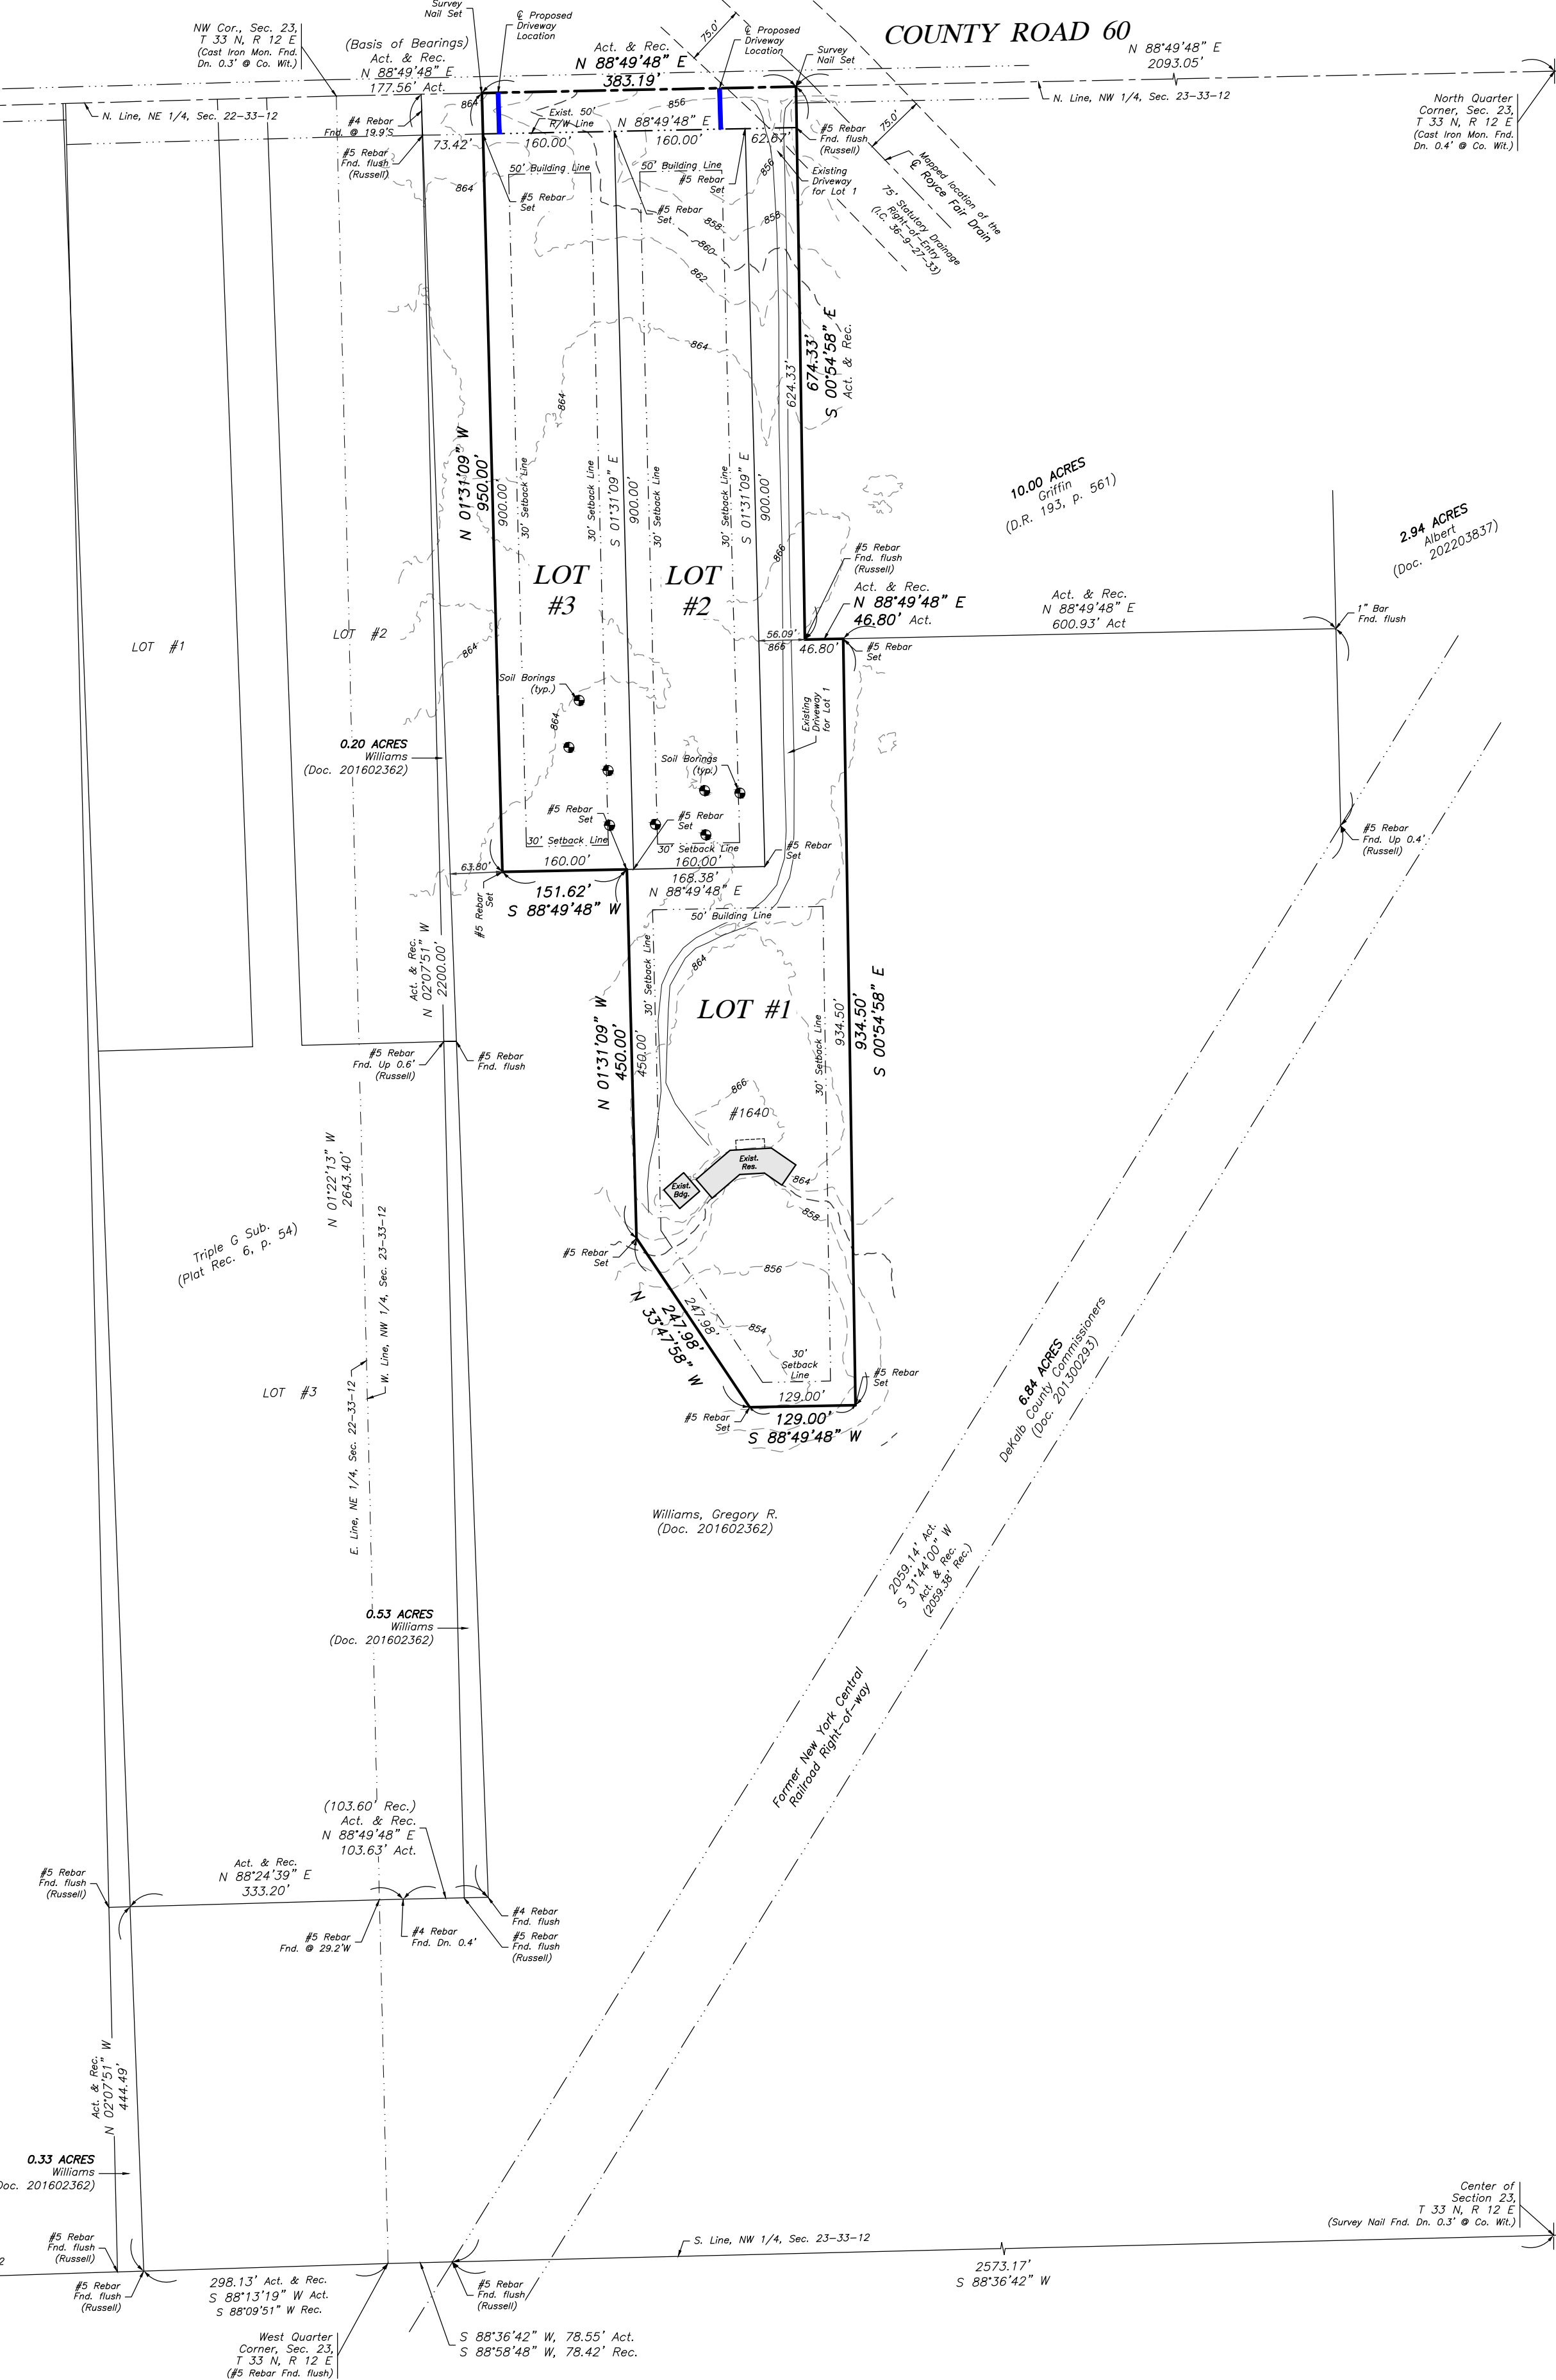 Survey
Nail Set
℄ Proposed
Driveway
Location
NW Cor., Sec. 23,
T 33 N, R 12 E
(Cast Iron Mon. Fnd.
Dn. 0.3' @ Co. Wit.)
(Basis of Bearings)
Act. & Rec.
N 88°49'48" E
177.56' Act.
Act. & Rec.
N 88°49'48" E
383.19'
75.0'
℄ Proposed
Driveway
Location
Survey
Nail Set
COUNTY ROAD 60
N 88°49'48" E
2093.05'
N. Line, NE 1/4, Sec. 22-33-12
N. Line, NW 1/4, Sec. 23-33-12
North Quarter
Corner, Sec. 23,
T 33 N, R 12 E
(Cast Iron Mon. Fnd.
Dn. 0.4' @ Co. Wit.)
#4 Rebar
Fnd. @ 19.9'S
#5 Rebar
Fnd. flush
(Russell)
864
Exist. 50'
R/W Line
856
N 88°49'48" E
73.42'
160.00'
160.00'
62.67'
#5 Rebar
Fnd. flush
(Russell)
75.0'
Mapped location of the
℄ Royce Fair Drain
75' Statutory Drainage
Right-of-Entry
(I.C. 36-9-27-33)
864
50' Building Line
50' Building Line
#5 Rebar
Set
#5 Rebar
Set
#5 Rebar
Set
856
Existing
Driveway
for Lot 1
858
858
860
862
864
864
674.33'
S 00°54'58" E
Act. & Rec.
624.33'
N 01°31'09" W
950.00'
900.00'
30' Setback Line
30' Setback Line
S 01°31'09" E
900.00'
30' Setback Line
30' Setback Line
S 01°31'09" E
900.00'
866
10.00 ACRES
Griffin
(D.R. 193, p. 561)
2.94 ACRES
Albert
(Doc. 202203837)
#5 Rebar
Fnd. flush
(Russell)
LOT
#3
LOT
#2
Act. & Rec.
N 88°49'48" E
46.80' Act.
Act. & Rec.
N 88°49'48" E
600.93' Act
1" Bar
Fnd. flush
LOT #1
LOT #2
864
56.09'
866
46.80'
#5 Rebar
Set
Soil Borings
(typ.)
864
Existing
Driveway
for Lot 1
0.20 ACRES
Williams
(Doc. 201602362)
Soil Borings
(typ.)
#5 Rebar
Set
#5 Rebar
Set
#5 Rebar
Fnd. Up 0.4'
(Russell)
30' Setback Line
30' Setback Line
#5 Rebar
Set
63.80'
160.00'
160.00'
168.38'
N 88°49'48" E
151.62'
S 88°49'48" W
#5 Rebar
Set
50' Building Line
Act. & Rec.
N 02°07'51" W
2200.00'
30' Setback Line
864
LOT #1
N 01°31'09" W
450.00'
450.00'
30' Setback Line
934.50'
934.50'
S 00°54'58" E
#5 Rebar
Fnd. Up 0.6'
(Russell)
#5 Rebar
Fnd. flush
866
#1640
Exist.
Res.
Exist.
Bdg.
864
858
N 01°22'13" W
2643.40'
Triple G Sub.
(Plat Rec. 6, p. 54)
#5 Rebar
Set
856
854
N 33°47'58" W
247.98'
247.98'
30'
Setback
Line
129.00'
#5 Rebar
Set
#5 Rebar
Set
129.00'
S 88°49'48" W
E. Line, NE 1/4, Sec. 22-33-12
W. Line, NW 1/4, Sec. 23-33-12
LOT #3
6.84 ACRES
DeKalb County Commissioners
(Doc. 201300293)
Williams, Gregory R.
(Doc. 201602362)
2059.14' Act.
S 31°44'00" W
Act. & Rec.
(2059.38' Rec.)
0.53 ACRES
Williams
(Doc. 201602362)
Former New York Central
Railroad Right-of-way
(103.60' Rec.)
Act. & Rec.
N 88°49'48" E
103.63' Act.
#5 Rebar
Fnd. flush
(Russell)
Act. & Rec.
N 88°24'39" E
333.20'
#5 Rebar
Fnd. @ 29.2'W
#4 Rebar
Fnd. Dn. 0.4'
#4 Rebar
Fnd. flush
#5 Rebar
Fnd. flush
(Russell)
Act. & Rec.
N 02°07'51" W
444.49'
0.33 ACRES
Williams
Doc. 201602362)
#5 Rebar
Fnd. flush
(Russell)
2
#5 Rebar
Fnd. flush
(Russell)
298.13' Act. & Rec.
S 88°13'19" W Act.
S 88°09'51" W Rec.
West Quarter
Corner, Sec. 23,
T 33 N, R 12 E
(#5 Rebar Fnd. flush)
#5 Rebar
Fnd. flush
(Russell)
S 88°36'42" W, 78.55' Act.
S 88°58'48" W, 78.42' Rec.
S. Line, NW 1/4, Sec. 23-33-12
2573.17'
S 88°36'42" W
Center of
Section 23,
T 33 N, R 12 E
(Survey Nail Fnd. Dn. 0.3' @ Co. Wit.)